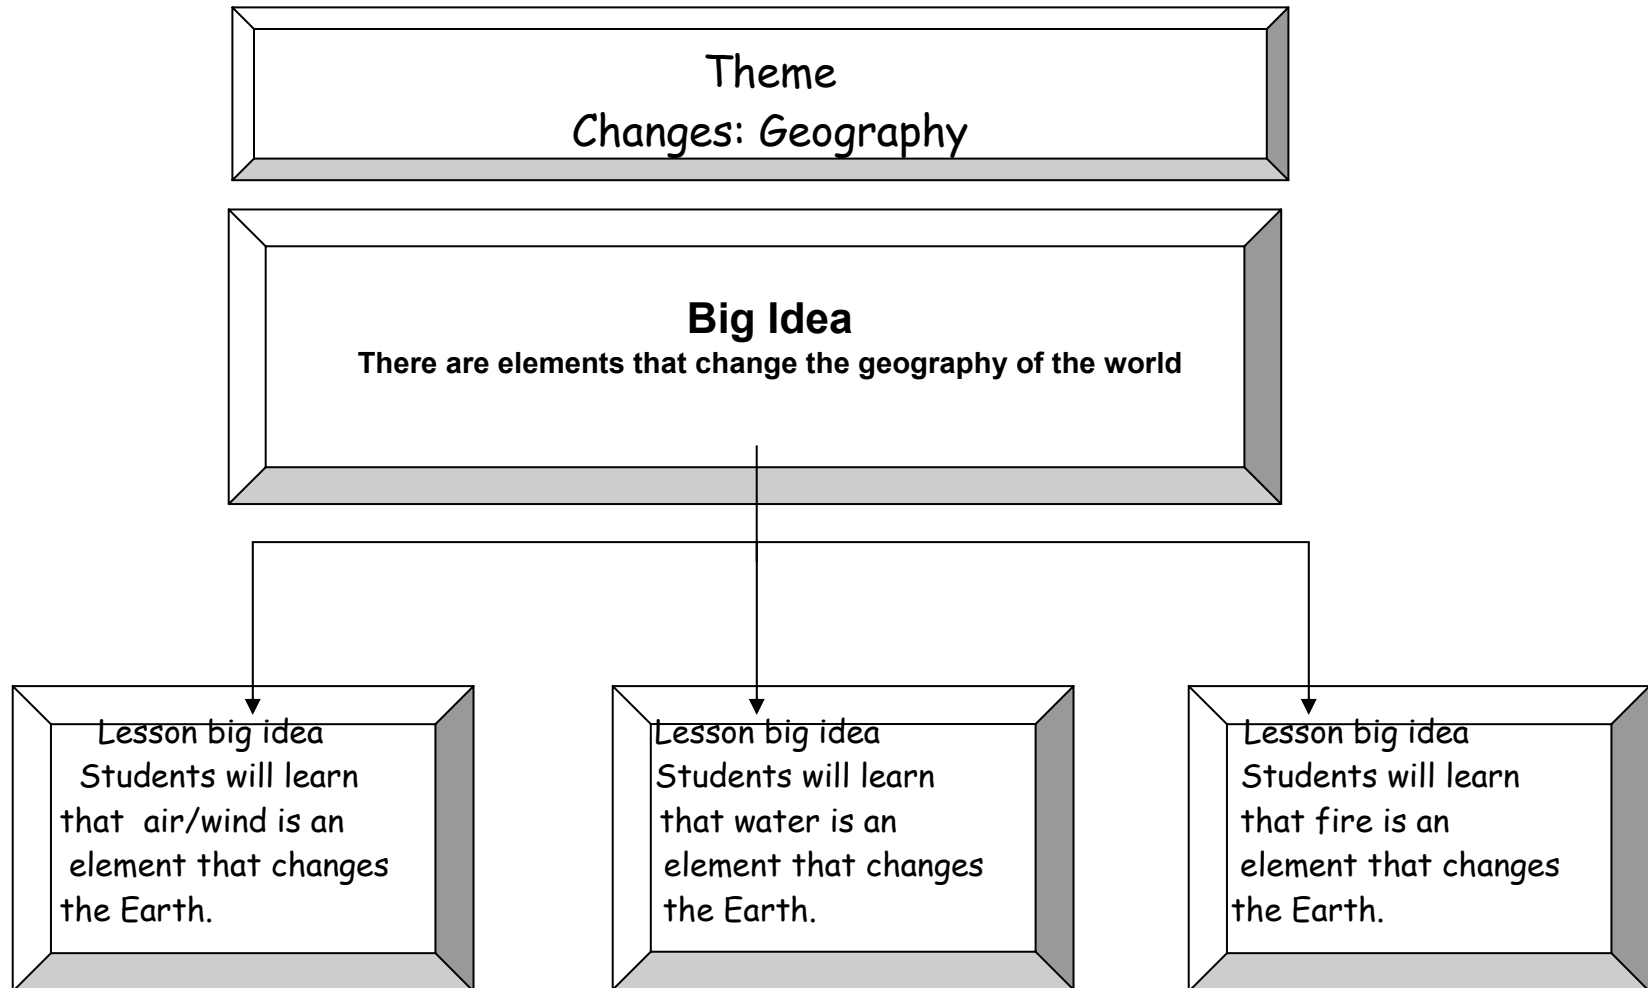 Theme
Changes: Geography
Big Idea
There are elements that change the geography of the world
Lesson big idea
Students will learn
that air/wind is an
element that changes
the Earth.
Lesson big idea
Students will learn
that water is an
element that changes
the Earth.
Lesson big idea
Students will learn
that fire is an
element that changes
the Earth.